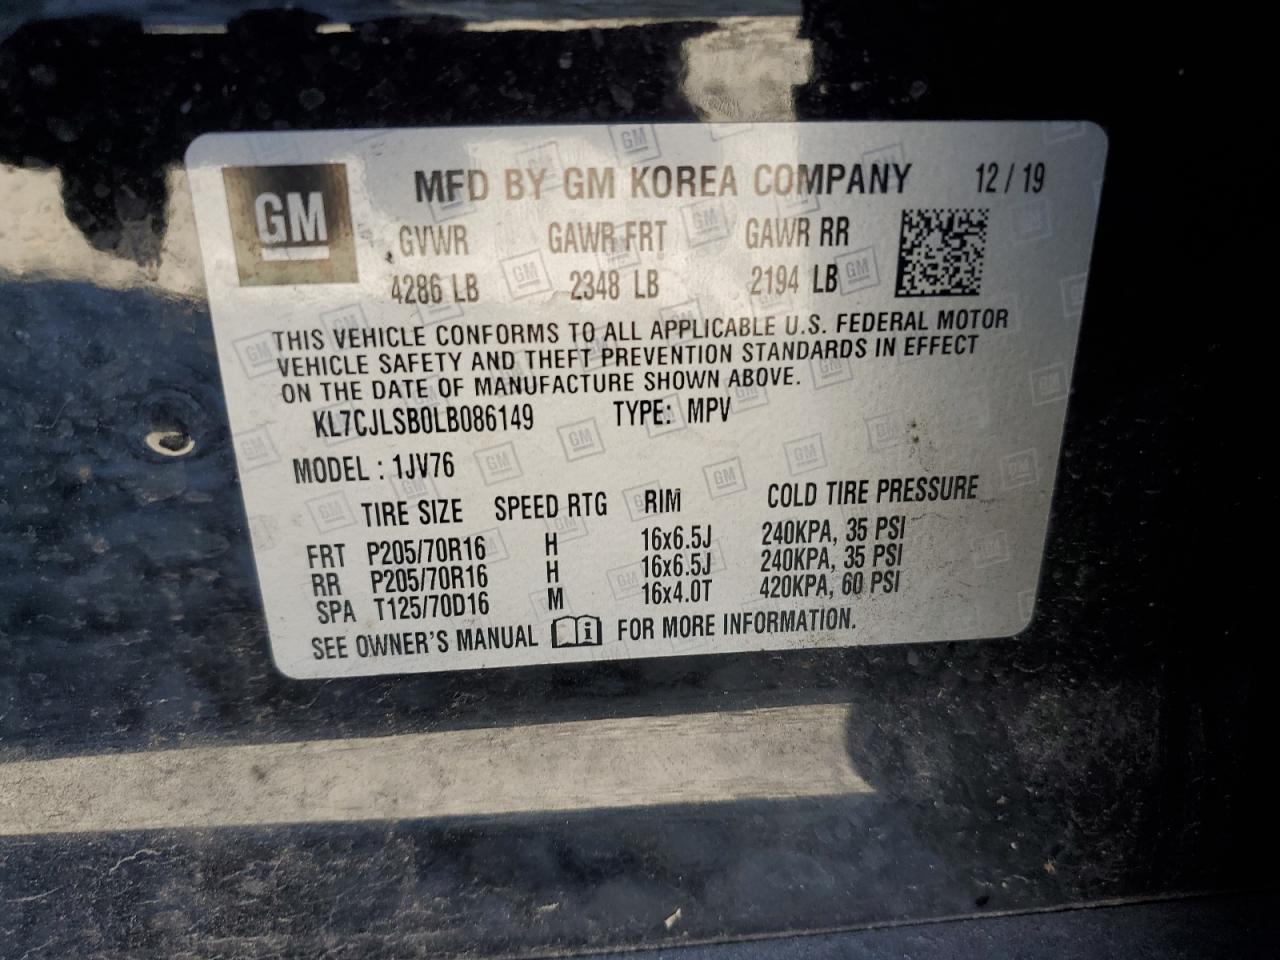 GM MFD BY GM KOREA COMPANY 12/19
GVWR GAWR FRT GAWR RR
4286 LB 2348 LB 2194 LB
THIS VEHICLE CONFORMS TO ALL APPLICABLE U.S. FEDERAL MOTOR
VEHICLE SAFETY AND THEFT PREVENTION STANDARDS IN EFFECT
ON THE DATE OF MANUFACTURE SHOWN ABOVE.
KL7CJLSB0LB086149 TYPE: MPV
MODEL : 1JV76
TIRE SIZE SPEED RTG RIM COLD TIRE PRESSURE
FRT P205/70R16 H 16x6.5J 240KPA, 35 PSI
RR P205/70R16 H 16x6.5J 240KPA, 35 PSI
SPA T125/70D16 M 16x4.0T 420KPA, 60 PSI
SEE OWNER'S MANUAL i FOR MORE INFORMATION.